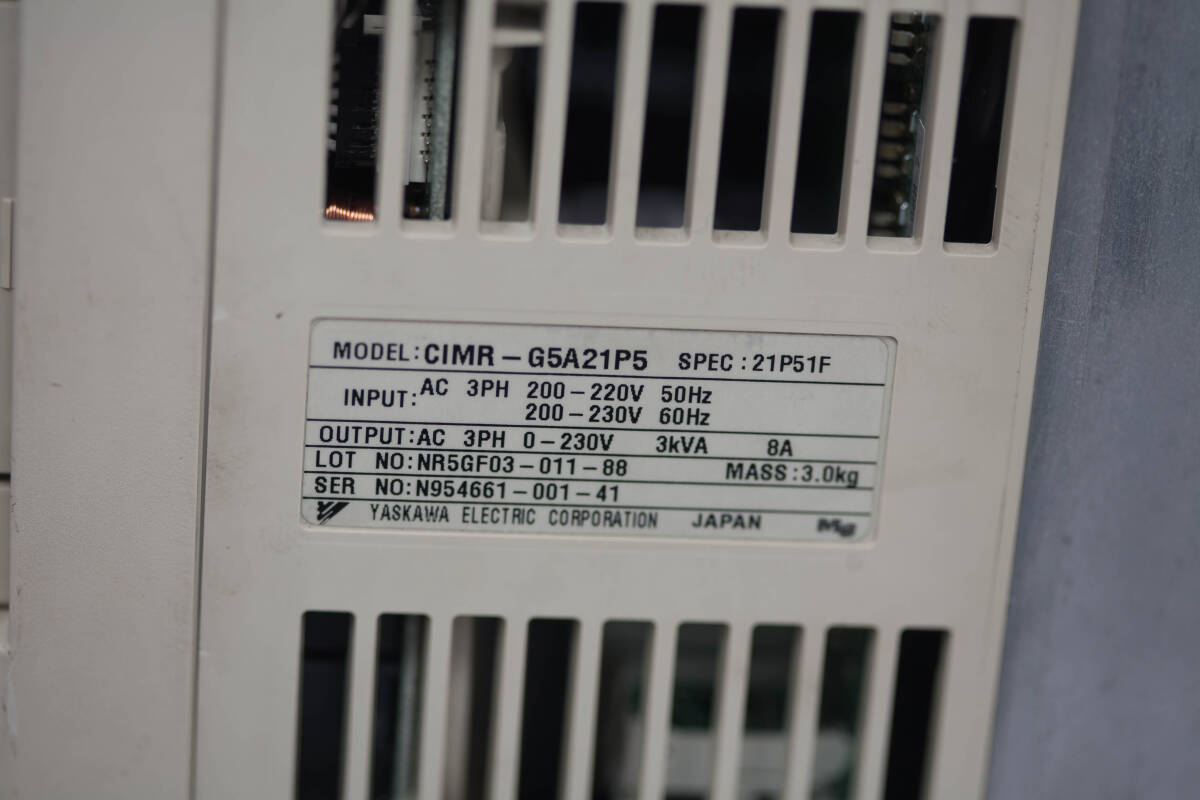 MODEL:CIMR-G5A21P5 SPEC:21P51F
INPUT:AC 3PH 200-220V 50Hz
200-230V 60Hz
OUTPUT:AC 3PH 0-230V 3kVA 8A
LOT NO:NR5GF03-011-88 MASS:3.0kg
SER NO:N954661-001-41
YASKAWA ELECTRIC CORPORATION JAPAN